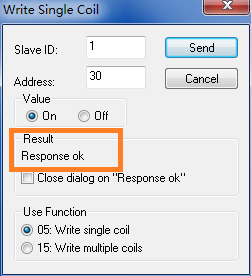 Write Single Coil
Slave ID: 1 Send
Address: 30 Cancel
Value
On Off
Result
Response ok
Close dialog on "Response ok"
Use Function
05: Write single coil
15: Write multiple coils